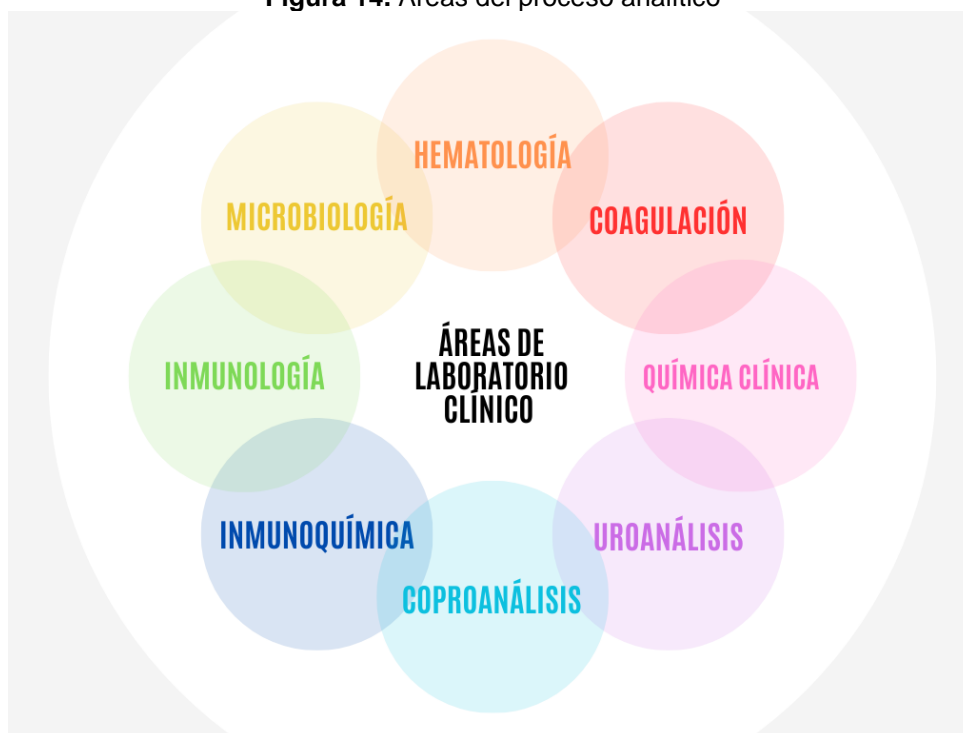 Figura 14. Áreas del proceso analítico
HEMATOLOGÍA
MICROBIOLOGÍA
COAGULACIÓN
ÁREAS DE
LABORATORIO
CLÍNICO
INMUNOLOGÍA
QUÍMICA CLÍNICA
INMUNOQUÍMICA
UROANÁLISIS
COPROANÁLISIS